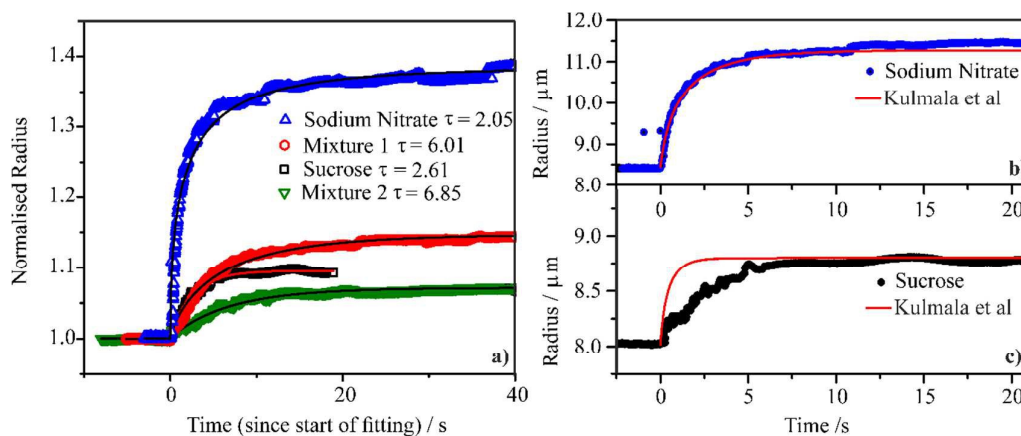 1.4
1.3
1.2
1.1
1.0
Normalised Radius
Sodium Nitrate τ = 2.05
Mixture 1 τ = 6.01
Sucrose τ = 2.61
Mixture 2 τ = 6.85
a)
0
20
40
Time (since start of fitting) / s
12.0
11.0
10.0
9.0
8.0
Radius / μm
Sodium Nitrate
Kulmala et al
b)
0
5
10
15
20
9.0
8.5
8.0
Radius / μm
Sucrose
Kulmala et al
c)
0
5
10
15
20
Time /s